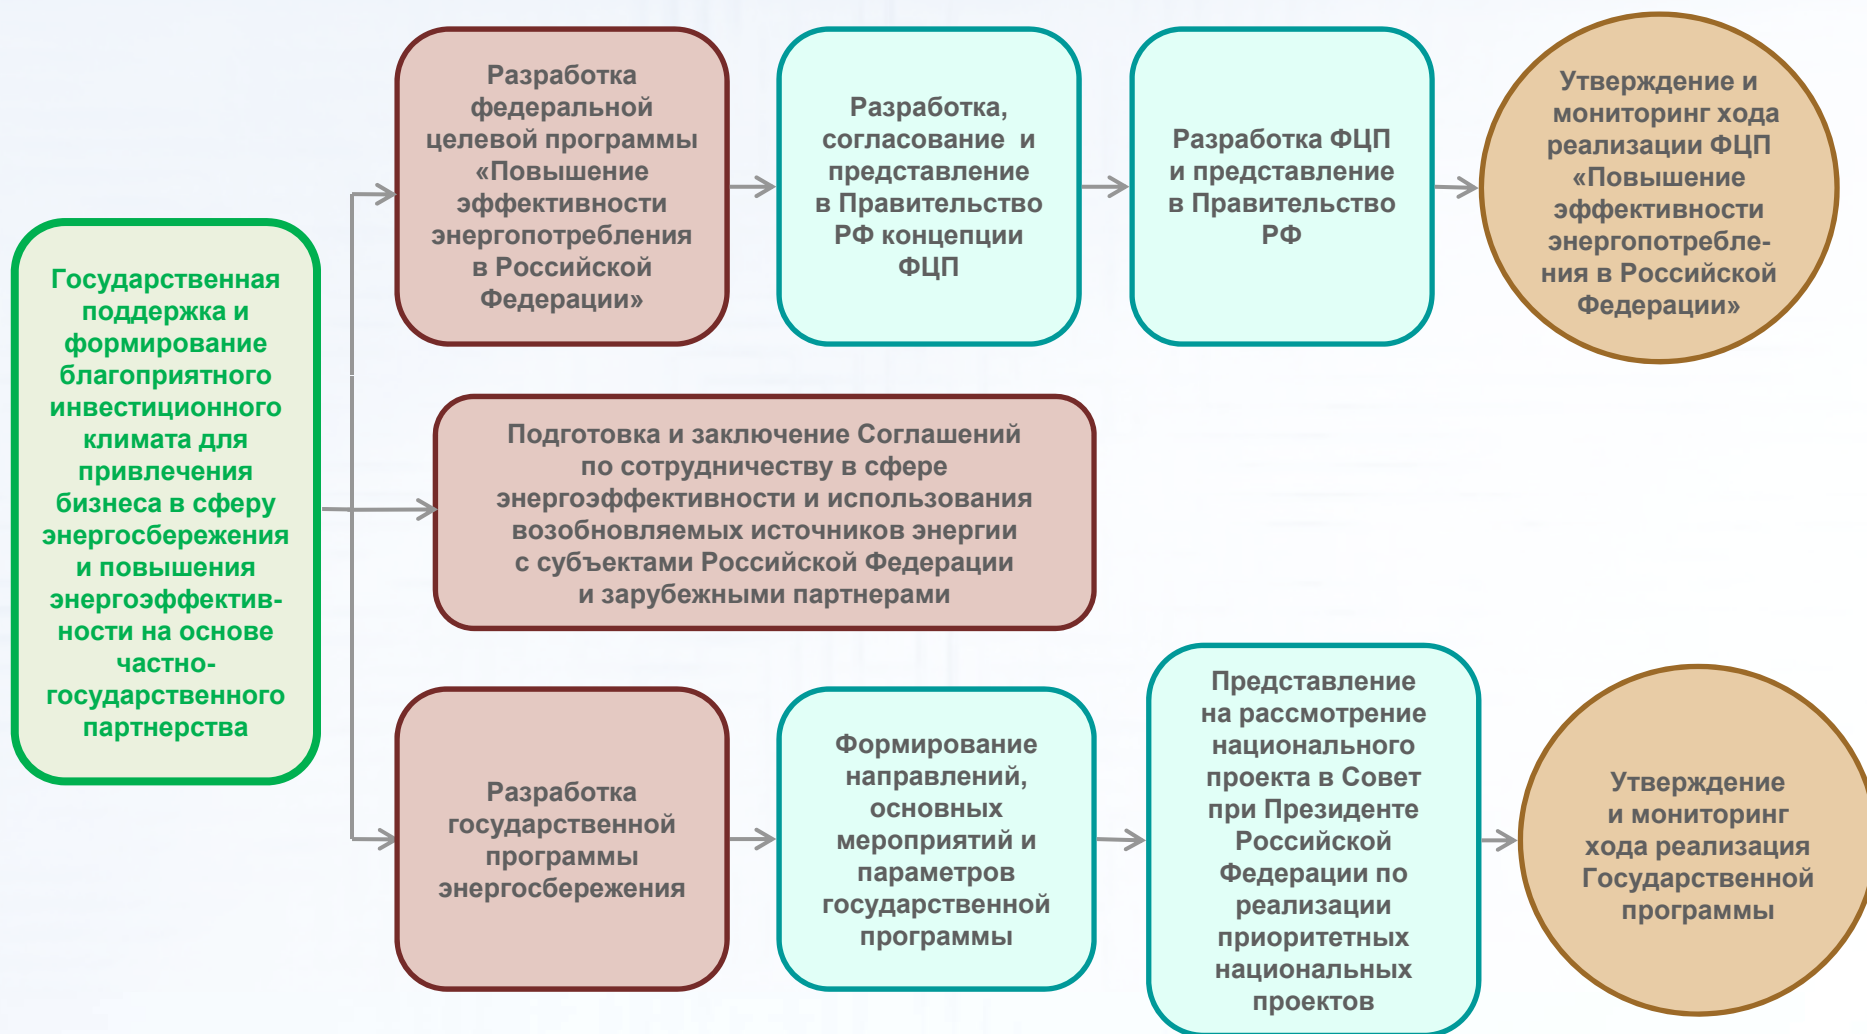 Государственная
поддержка и
формирование
благоприятного
инвестиционного
климата для
привлечения
бизнеса в сферу
энергосбережения
и повышения
энергоэффектив-
ности на основе
частно-
государственного
партнерства
Разработка
федеральной
целевой программы
«Повышение
эффективности
энергопотребления
в Российской
Федерации»
Разработка,
согласование и
представление
в Правительство
РФ концепции
ФЦП
Разработка ФЦП
и представление
в Правительство
РФ
Утверждение и
мониторинг хода
реализации ФЦП
«Повышение
эффективности
энергопотребле-
ния в Российской
Федерации»
Подготовка и заключение Соглашений
по сотрудничеству в сфере
энергоэффективности и использования
возобновляемых источников энергии
с субъектами Российской Федерации
и зарубежными партнерами
Разработка
государственной
программы
энергосбережения
Формирование
направлений,
основных
мероприятий и
параметров
государственной
программы
Представление
на рассмотрение
национального
проекта в Совет
при Президенте
Российской
Федерации по
реализации
приоритетных
национальных
проектов
Утверждение
и мониторинг
хода реализация
Государственной
программы